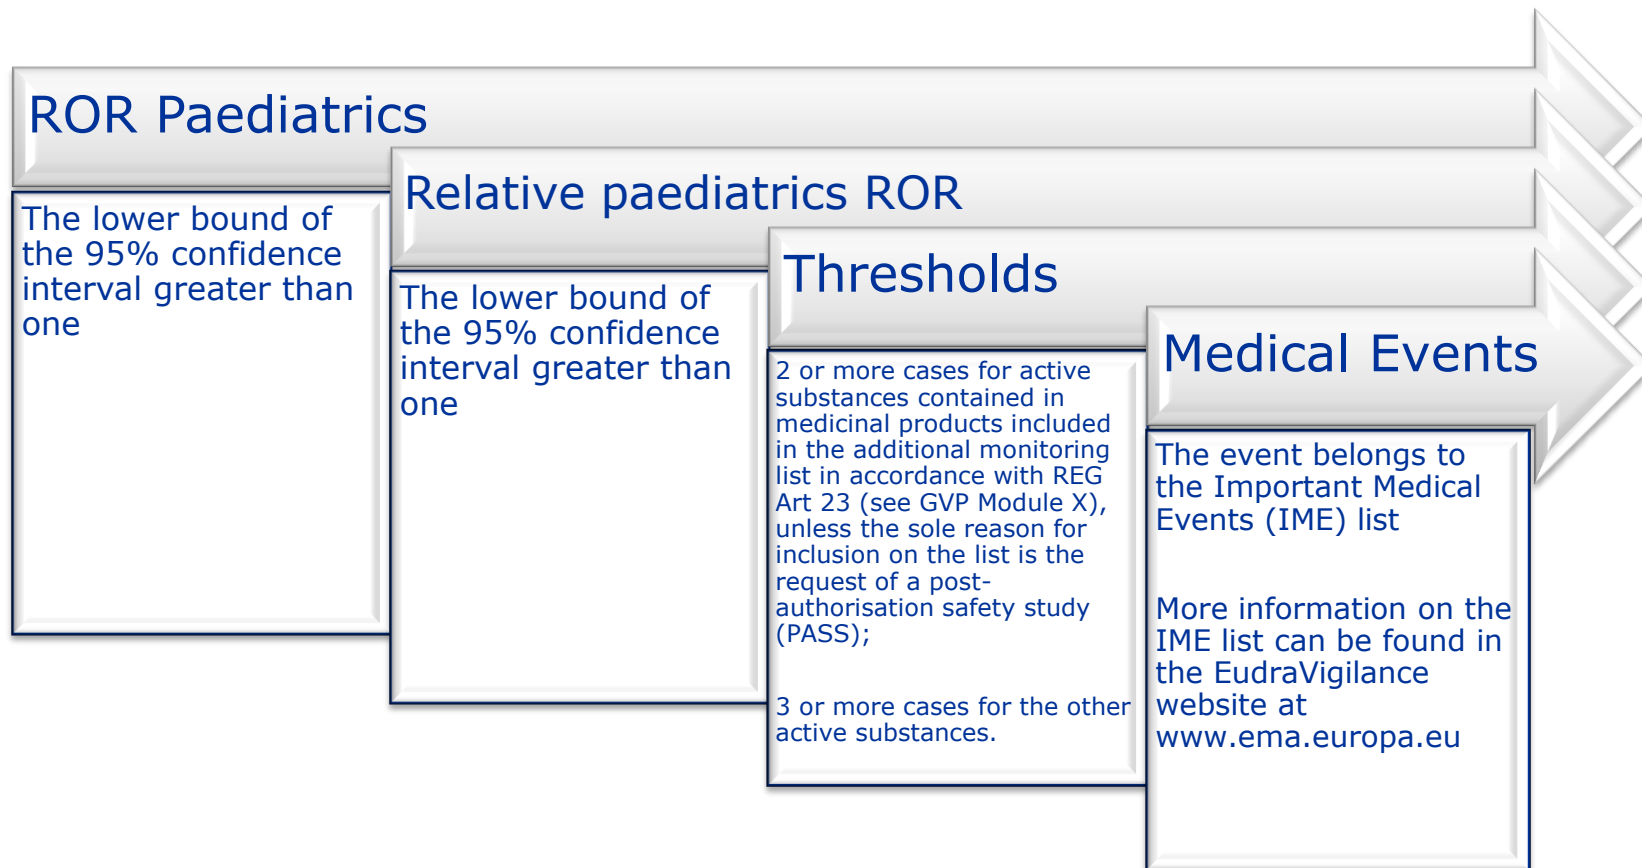 ROR Paediatrics
The lower bound of
the 95% confidence
interval greater than
one
Relative paediatrics ROR
The lower bound of
the 95% confidence
interval greater than
one
Thresholds
2 or more cases for active
substances contained in
medicinal products included
in the additional monitoring
list in accordance with REG
Art 23 (see GVP Module X),
unless the sole reason for
inclusion on the list is the
request of a post-
authorisation safety study
(PASS);
3 or more cases for the other
active substances.
Medical Events
The event belongs to
the Important Medical
Events (IME) list
More information on the
IME list can be found in
the EudraVigilance
website at
www.ema.europa.eu